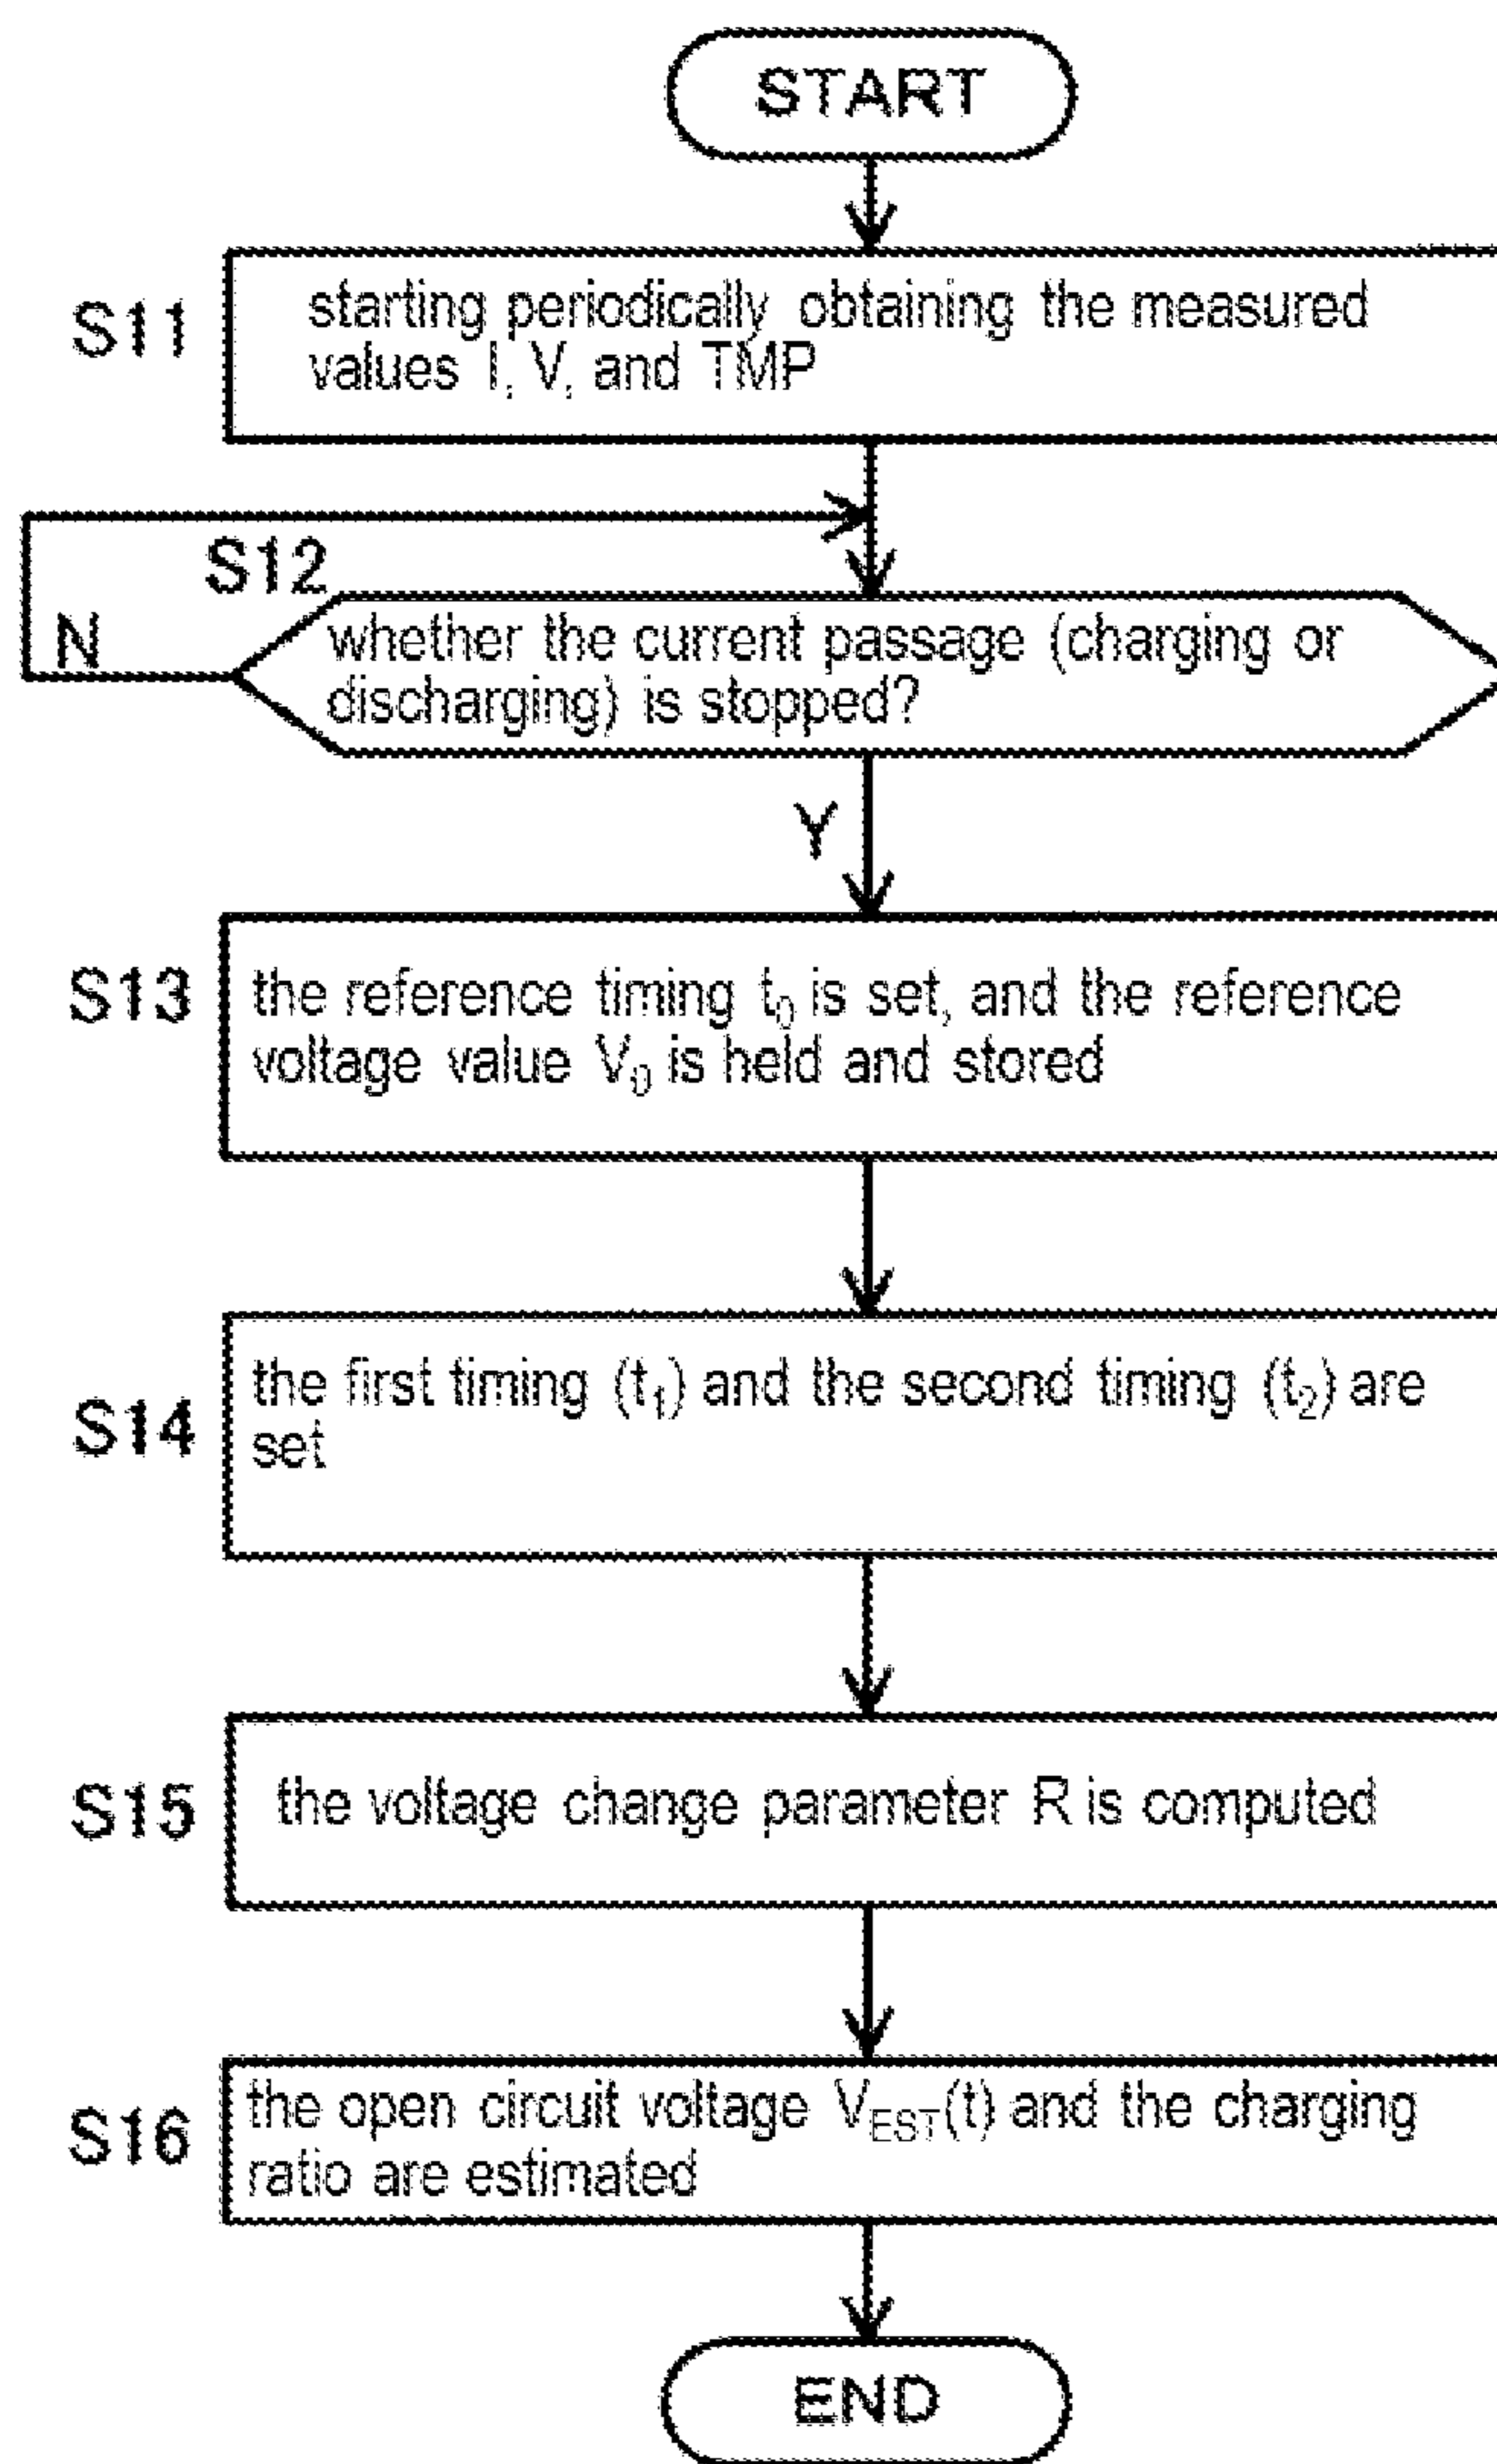 START
S11
starting periodically obtaining the measured
values I, V, and TMP
S12
N
whether the current passage (charging or
discharging) is stopped?
Y
S13
the reference timing t₀ is set, and the reference
voltage value V₀ is held and stored
S14
the first timing (t₁) and the second timing (t₂) are
set
S15
the voltage change parameter R is computed
S16
the open circuit voltage V_EST(t) and the charging
ratio are estimated
END